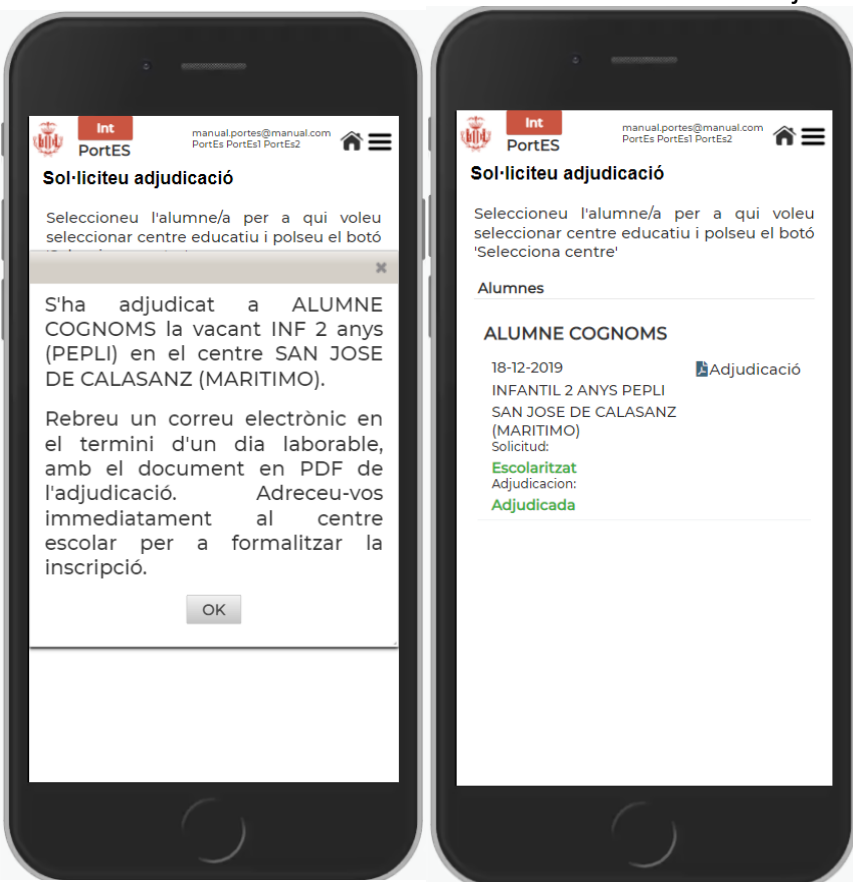 Int
PortES
manual.portes@manual.com
PortEs PortEs1 PortEs2
Sol·liciteu adjudicació
Seleccioneu l'alumne/a per a qui voleu
seleccionar centre educatiu i polseu el botó
S'ha adjudicat a ALUMNE
COGNOMS la vacant INF 2 anys
(PEPLI) en el centre SAN JOSE
DE CALASANZ (MARITIMO).
Rebreu un correu electrònic en
el termini d'un dia laborable,
amb el document en PDF de
l'adjudicació. Adreceu-vos
immediatament al centre
escolar per a formalitzar la
inscripció.
OK
Int
PortES
manual.portes@manual.com
PortEs PortEs1 PortEs2
Sol·liciteu adjudicació
Seleccioneu l'alumne/a per a qui voleu
seleccionar centre educatiu i polseu el botó
'Selecciona centre'
Alumnes
ALUMNE COGNOMS
18-12-2019
Adjudicació
INFANTIL 2 ANYS PEPLI
SAN JOSE DE CALASANZ
(MARITIMO)
Solicitud:
Escolaritzat
Adjudicacion:
Adjudicada